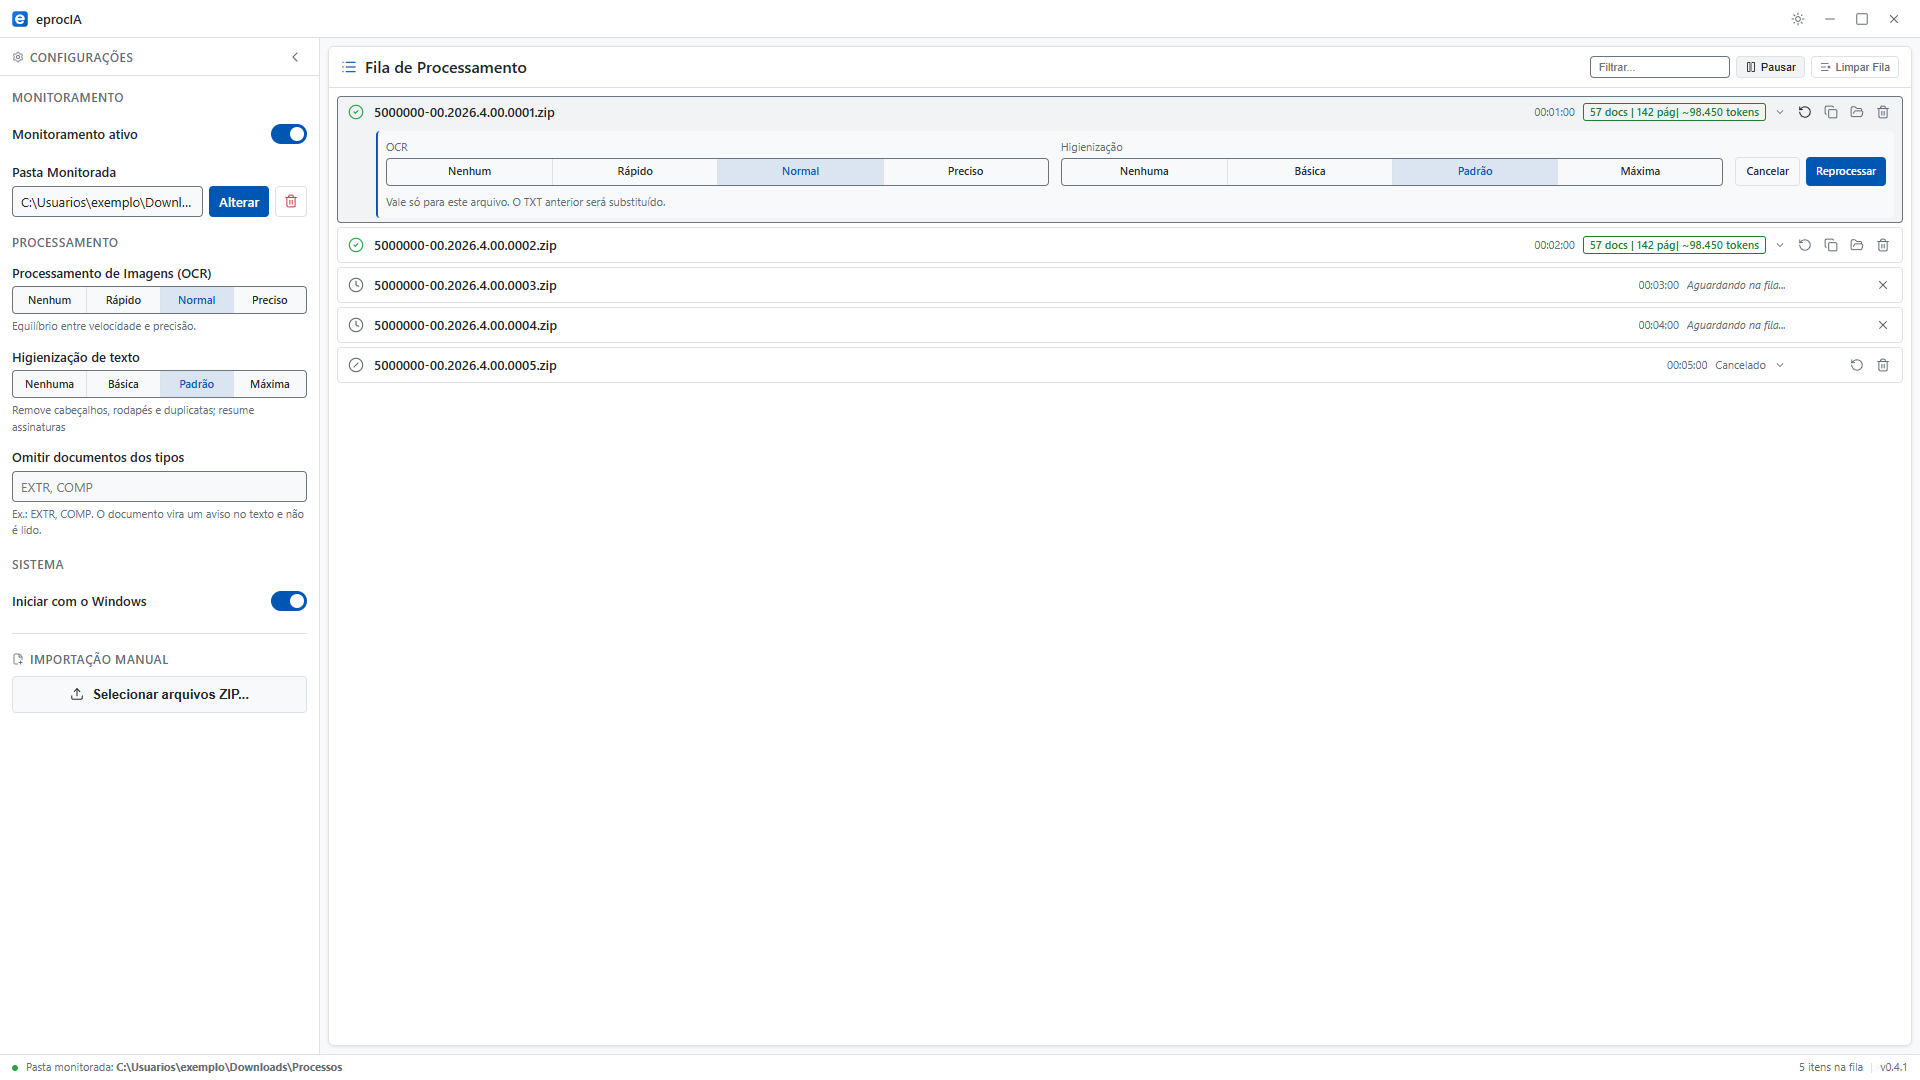 eprocIA
CONFIGURAÇÕES
MONITORAMENTO
Monitoramento ativo
Pasta Monitorada
C:\Usuarios\exemplo\Downl...
Alterar
PROCESSAMENTO
Processamento de Imagens (OCR)
Nenhum Rápido Normal Preciso
Equilíbrio entre velocidade e precisão.
Higienização de texto
Nenhuma Básica Padrão Máxima
Remove cabeçalhos, rodapés e duplicatas; resume
assinaturas
Omitir documentos dos tipos
EXTR, COMP
Ex.: EXTR, COMP. O documento vira um aviso no texto e não
é lido.
SISTEMA
Iniciar com o Windows
IMPORTAÇÃO MANUAL
Selecionar arquivos ZIP...
Fila de Processamento
Filtrar...
Pausar
Limpar Fila
5000000-00.2026.4.00.0001.zip 00:01:00 57 docs | 142 pág| ~98.450 tokens
OCR Higienização
Nenhum Rápido Normal Preciso Nenhuma Básica Padrão Máxima Cancelar Reprocessar
Vale só para este arquivo. O TXT anterior será substituído.
5000000-00.2026.4.00.0002.zip 00:02:00 57 docs | 142 pág| ~98.450 tokens
5000000-00.2026.4.00.0003.zip 00:03:00 Aguardando na fila...
5000000-00.2026.4.00.0004.zip 00:04:00 Aguardando na fila...
5000000-00.2026.4.00.0005.zip 00:05:00 Cancelado
Pasta monitorada: C:\Usuarios\exemplo\Downloads\Processos
5 itens na fila | v0.4.1